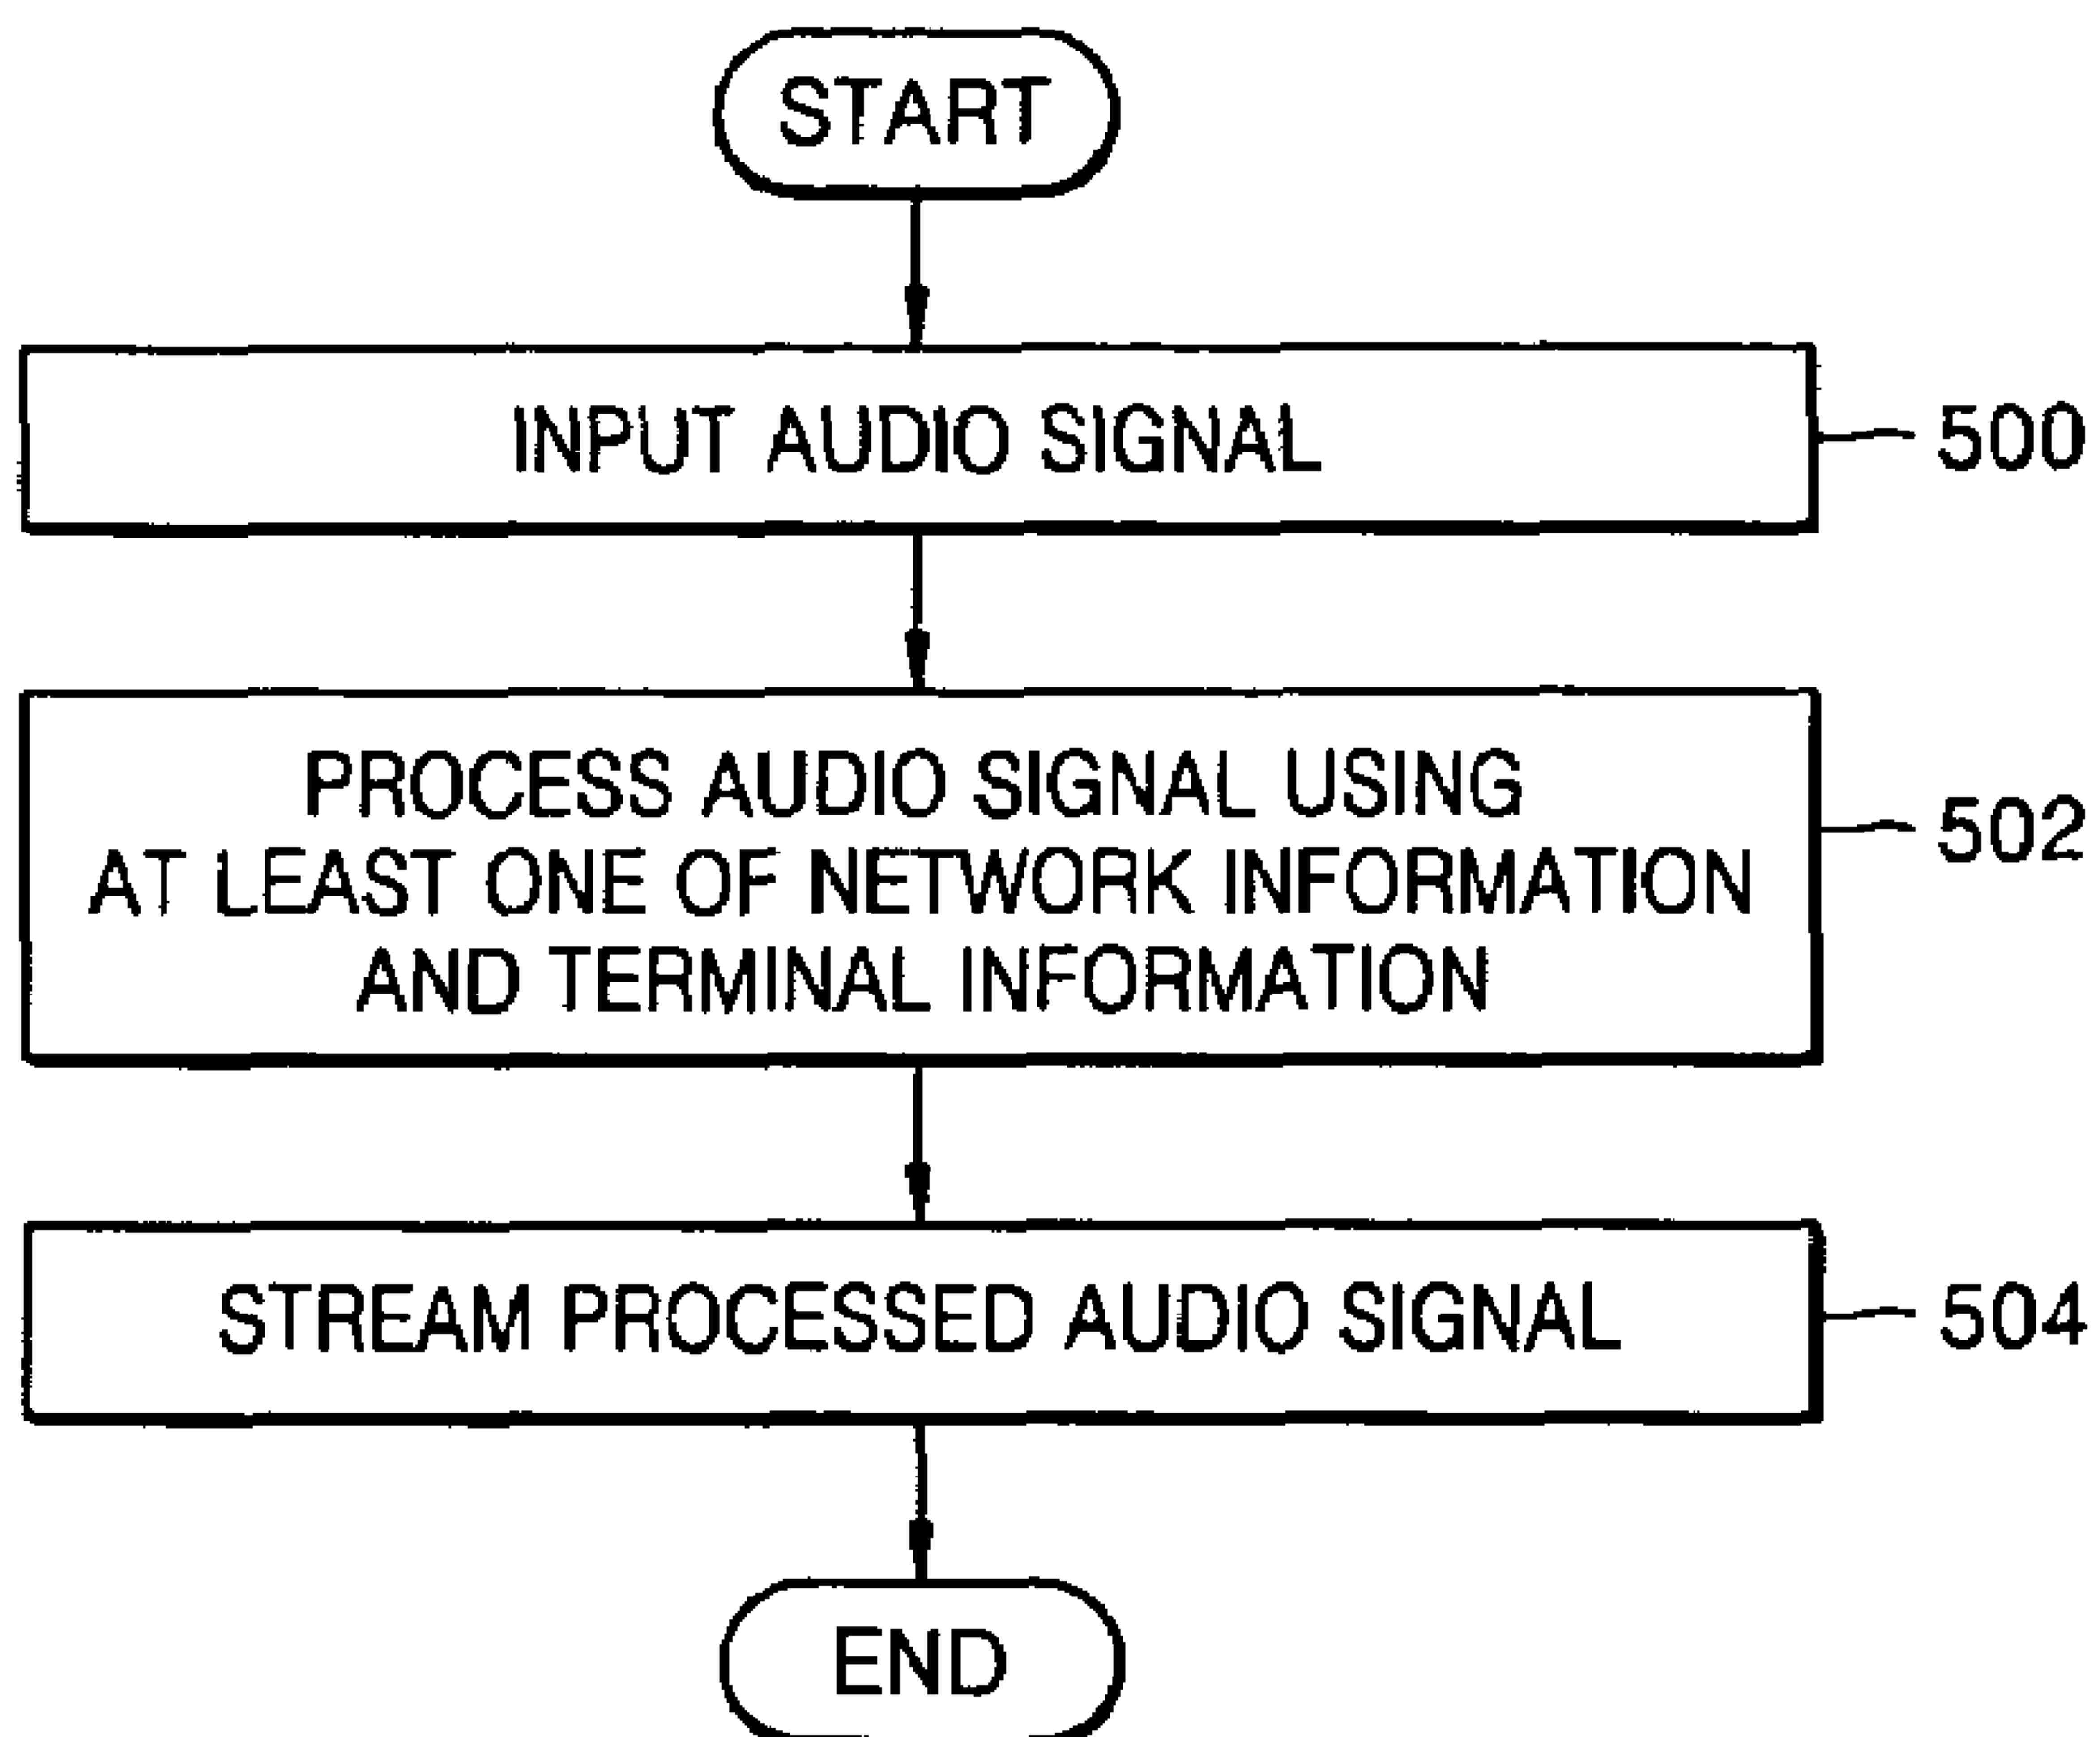 START
INPUT AUDIO SIGNAL
500
PROCESS AUDIO SIGNAL USING
AT LEAST ONE OF NETWORK INFORMATION
AND TERMINAL INFORMATION
502
STREAM PROCESSED AUDIO SIGNAL
504
END